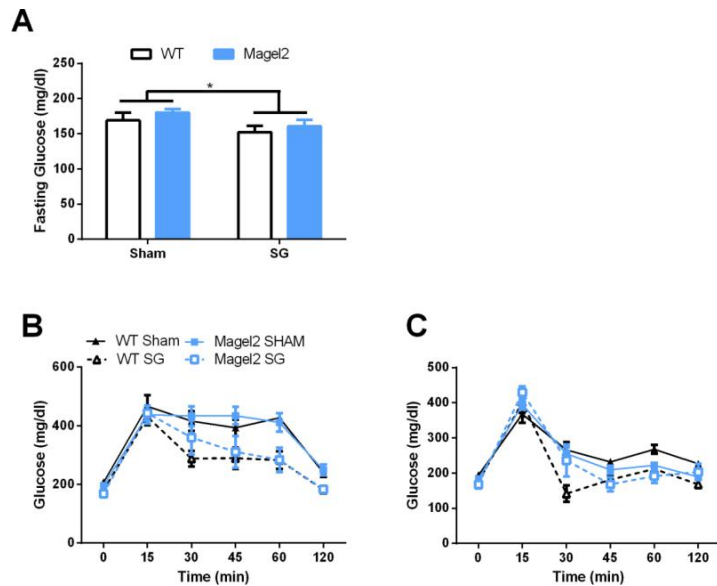 A
WT Magel2
*
Fasting Glucose (mg/dl)
250
200
150
100
50
0
Sham SG
B
WT Sham Magel2 SHAM
WT SG Magel2 SG
Glucose (mg/dl)
600
400
200
0
0 15 30 45 60 120
Time (min)
C
Glucose (mg/dl)
500
400
300
200
100
0
0 15 30 45 60 120
Time (min)